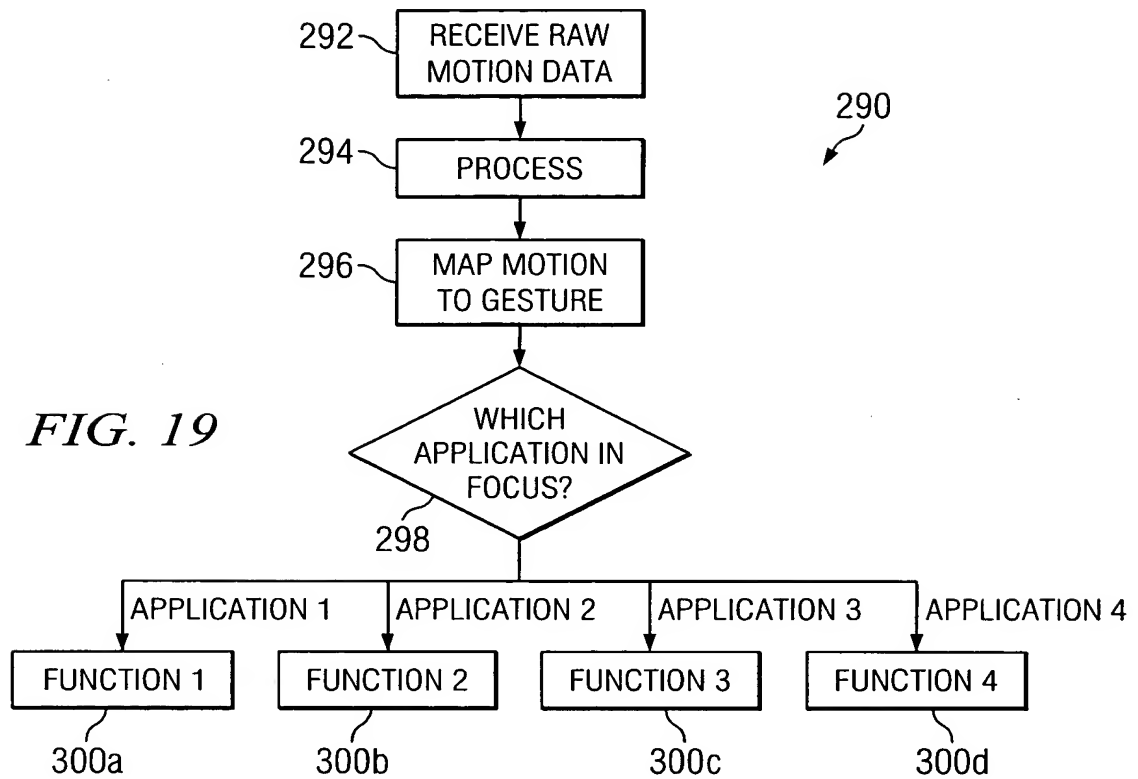 292
RECEIVE RAW
MOTION DATA
290
294
PROCESS
296
MAP MOTION
TO GESTURE
FIG. 19
WHICH
APPLICATION IN
FOCUS?
298
APPLICATION 1
APPLICATION 2
APPLICATION 3
APPLICATION 4
FUNCTION 1
FUNCTION 2
FUNCTION 3
FUNCTION 4
300a
300b
300c
300d